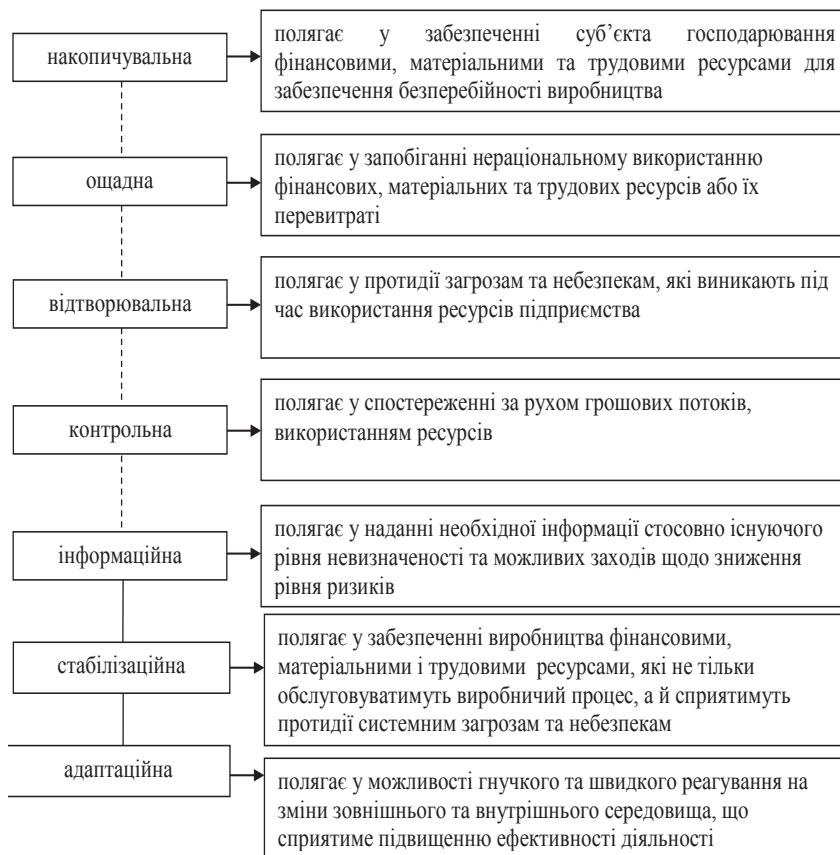 накопичувальна
полягає у забезпеченні суб’єкта господарювання
фінансовими, матеріальними та трудовими ресурсами для
забезпечення безперебійності виробництва
ощадна
полягає у запобіганні нераціональному використанню
фінансових, матеріальних та трудових ресурсів або їх
перевитраті
відтворювальна
полягає у протидії загрозам та небезпекам, які виникають під
час використання ресурсів підприємства
контрольна
полягає у спостереженні за рухом грошових потоків,
використанням ресурсів
інформаційна
полягає у наданні необхідної інформації стосовно існуючого
рівня невизначеності та можливих заходів щодо зниження
рівня ризиків
стабілізаційна
полягає у забезпеченні виробництва фінансовими,
матеріальними і трудовими ресурсами, які не тільки
обслуговуватимуть виробничий процес, а й сприятимуть
протидії системним загрозам та небезпекам
адаптаційна
полягає у можливості гнучкого та швидкого реагування на
зміни зовнішнього та внутрішнього середовища, що
сприятиме підвищенню ефективності діяльності